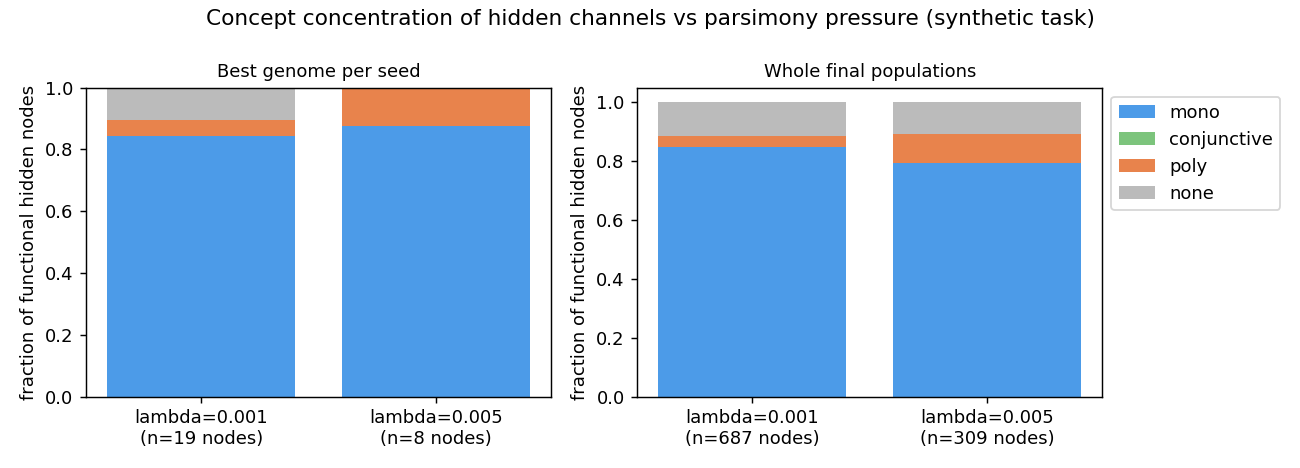 Concept concentration of hidden channels vs parsimony pressure (synthetic task)
Best genome per seed
fraction of functional hidden nodes
1.0
0.8
0.6
0.4
0.2
0.0
lambda=0.001
(n=19 nodes)
lambda=0.005
(n=8 nodes)
Whole final populations
fraction of functional hidden nodes
1.0
0.8
0.6
0.4
0.2
0.0
lambda=0.001
(n=687 nodes)
lambda=0.005
(n=309 nodes)
mono
conjunctive
poly
none